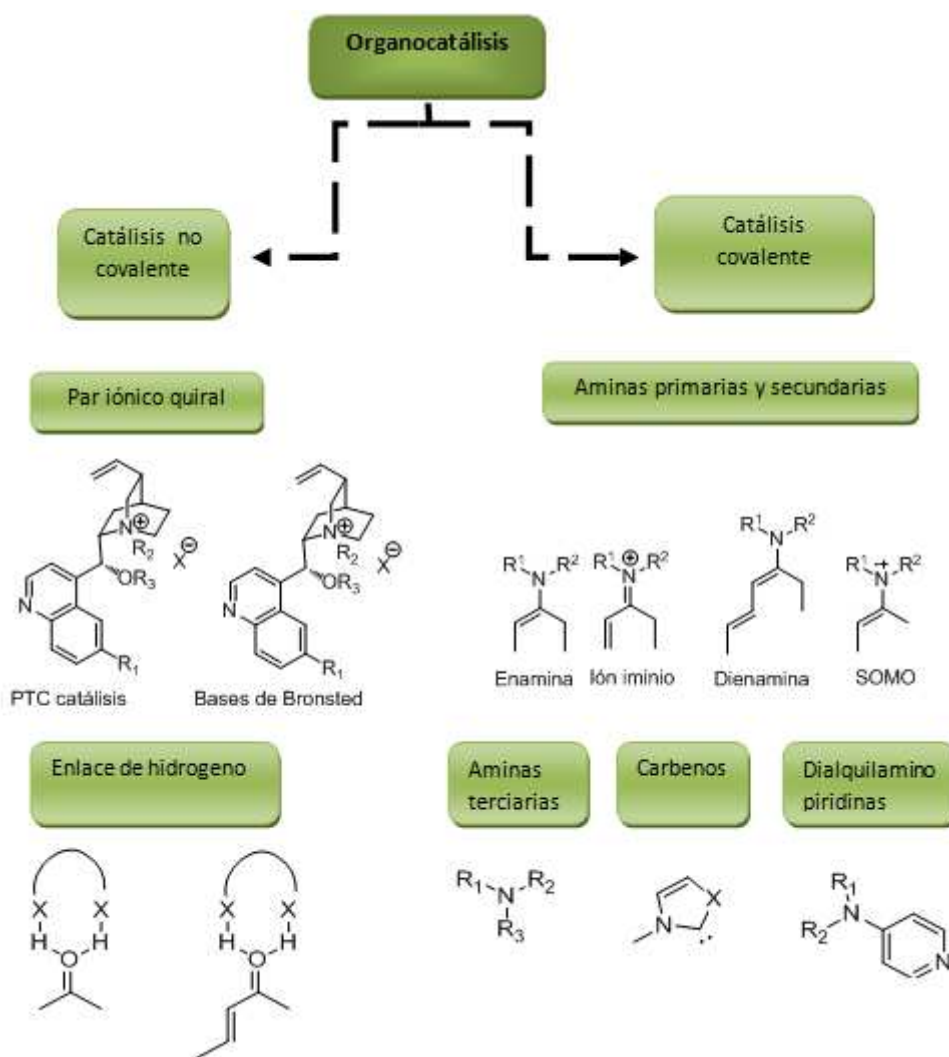 Organocatálisis
Catálisis no
covalente
Catálisis
covalente
Par iónico quiral
Aminas primarias y secundarias
N⊕
R2
X⊖
OR3
N
R1
PTC catálisis
N⊕
R2
X⊖
OR3
N
R1
Bases de Bronsted
R1 N R2
Enamina
R1 ⊕N R2
Ión iminio
R1 N R2
Dienamina
R1 N R2
SOMO
Enlace de hidrogeno
Aminas
terciarias
Carbenos
Dialquilamino
piridinas
X X
H H
O
X X
H H
O
R1 N R2
R3
N X
R1
R2 N
N